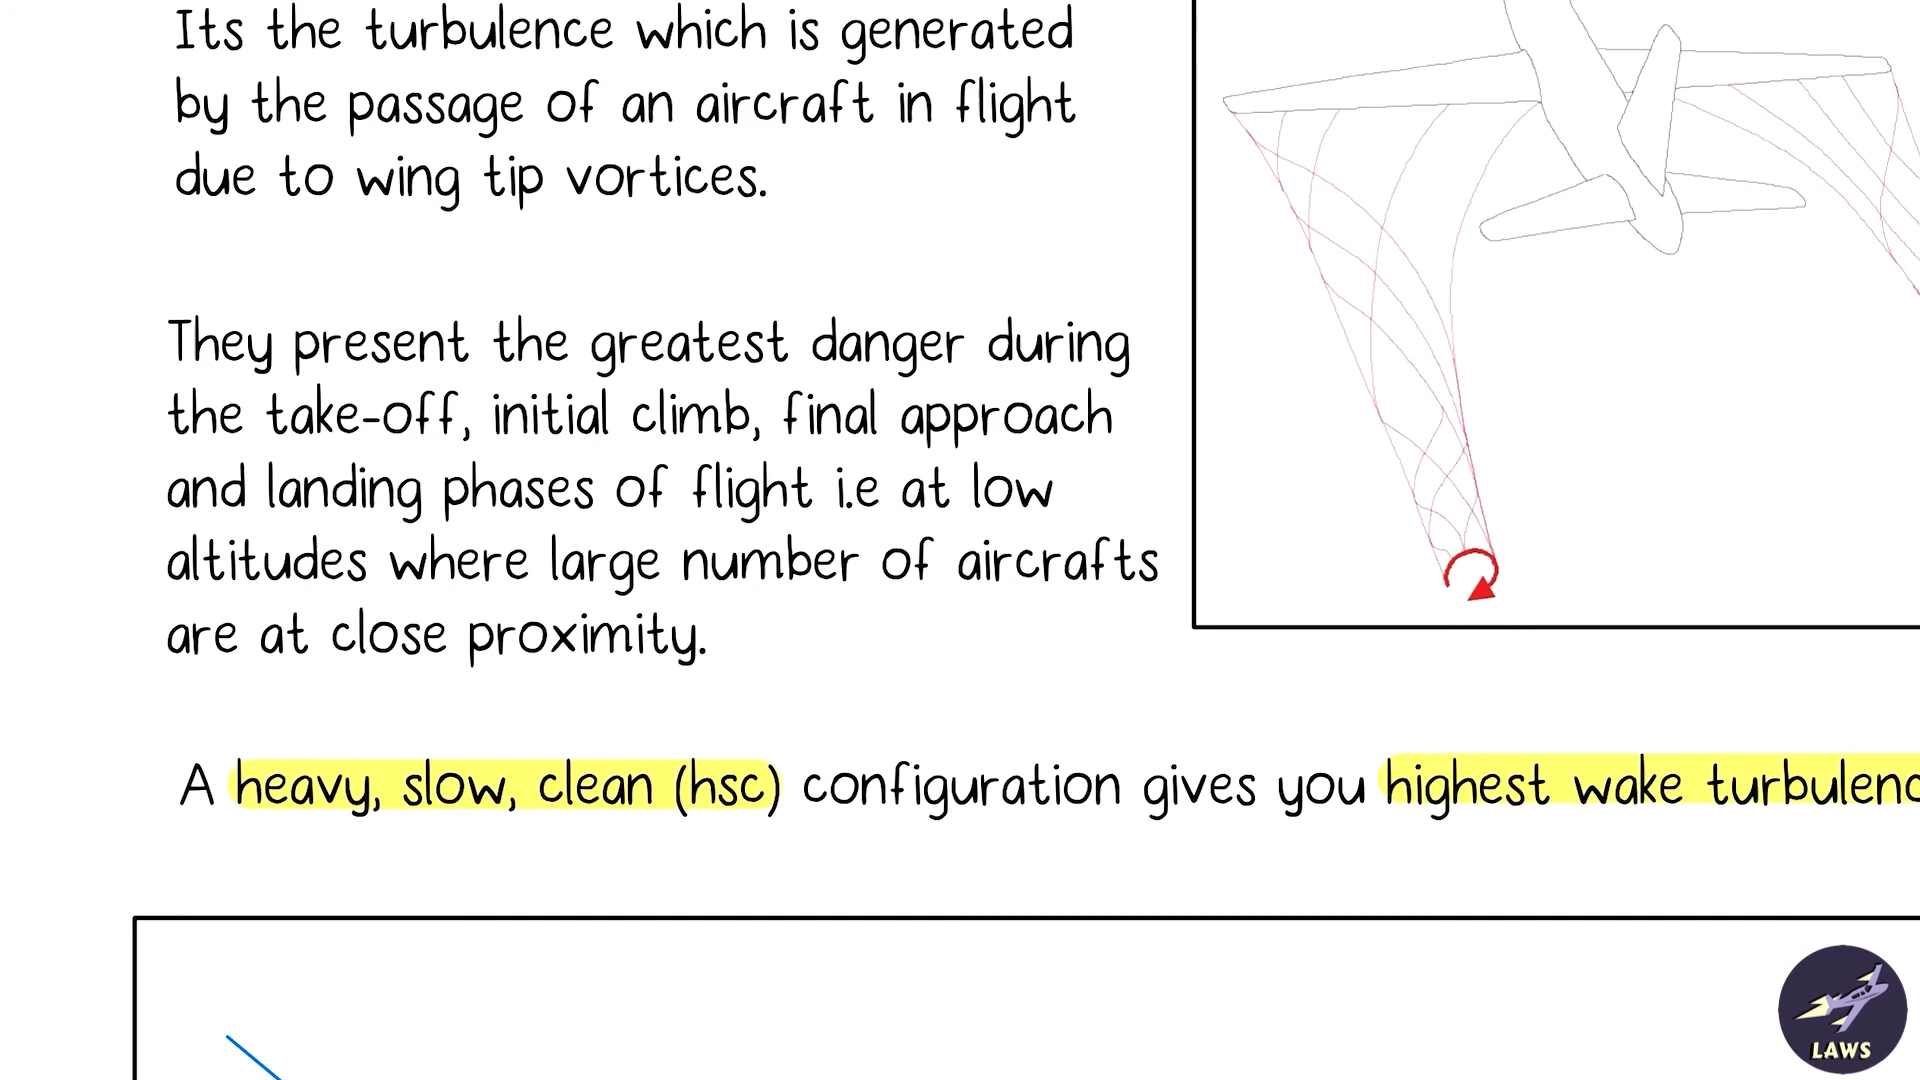 Its the turbulence which is generated
by the passage of an aircraft in flight
due to wing tip vortices.
They present the greatest danger during
the take-off, initial climb, final approach
and landing phases of flight i.e at low
altitudes where large number of aircrafts
are at close proximity.
A heavy, slow, clean (hsc) configuration gives you highest wake turbulenc
LAWS